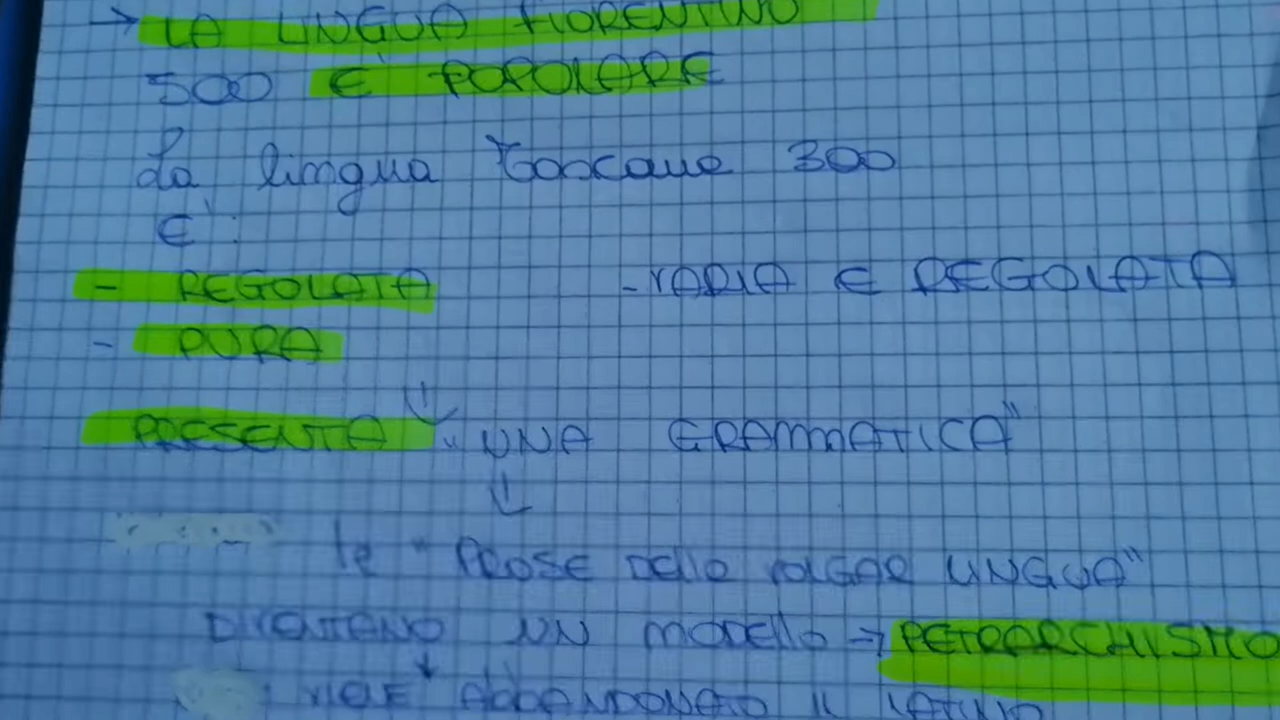 → LA LINGUA FIORENTINO
500 E' POPOLARE
La lingua toscana 300
E':
- REGOLATA - VARIA E REGOLATA
- PURA
PRESENTA "UNA GRAMMATICA"
le "PROSE DELLA VOLGAR LINGUA"
DIVENTANO UN MODELLO → PETRARCHISMO
VIENE ABBANDONATO IL LATINO